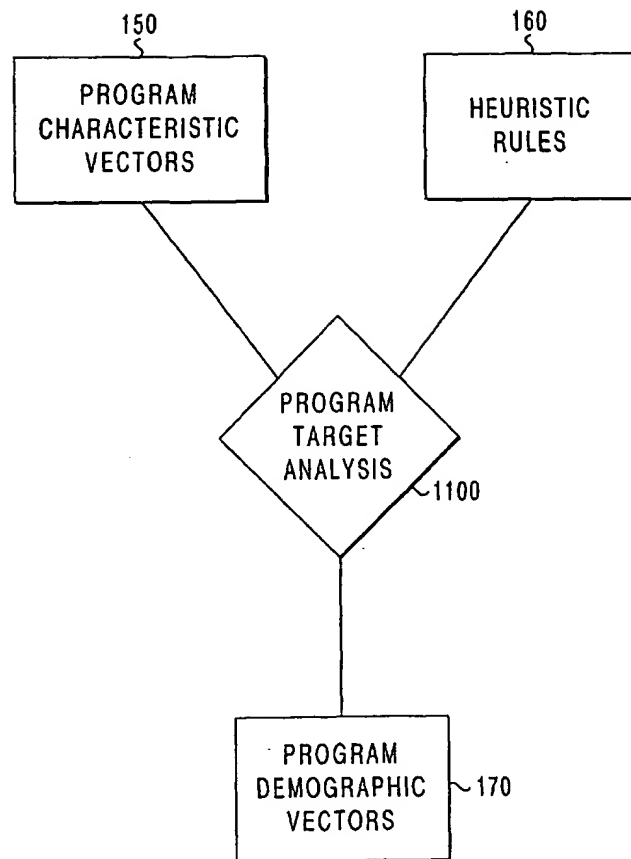 150
PROGRAM
CHARACTERISTIC
VECTORS
160
HEURISTIC
RULES
PROGRAM
TARGET
ANALYSIS
1100
PROGRAM
DEMOGRAPHIC
VECTORS
170